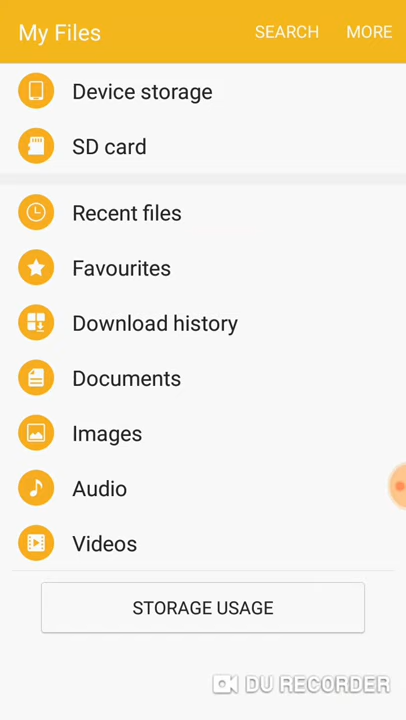 My Files
SEARCH
MORE
Device storage
SD card
Recent files
Favourites
Download history
Documents
Images
Audio
Videos
STORAGE USAGE
DU RECORDER